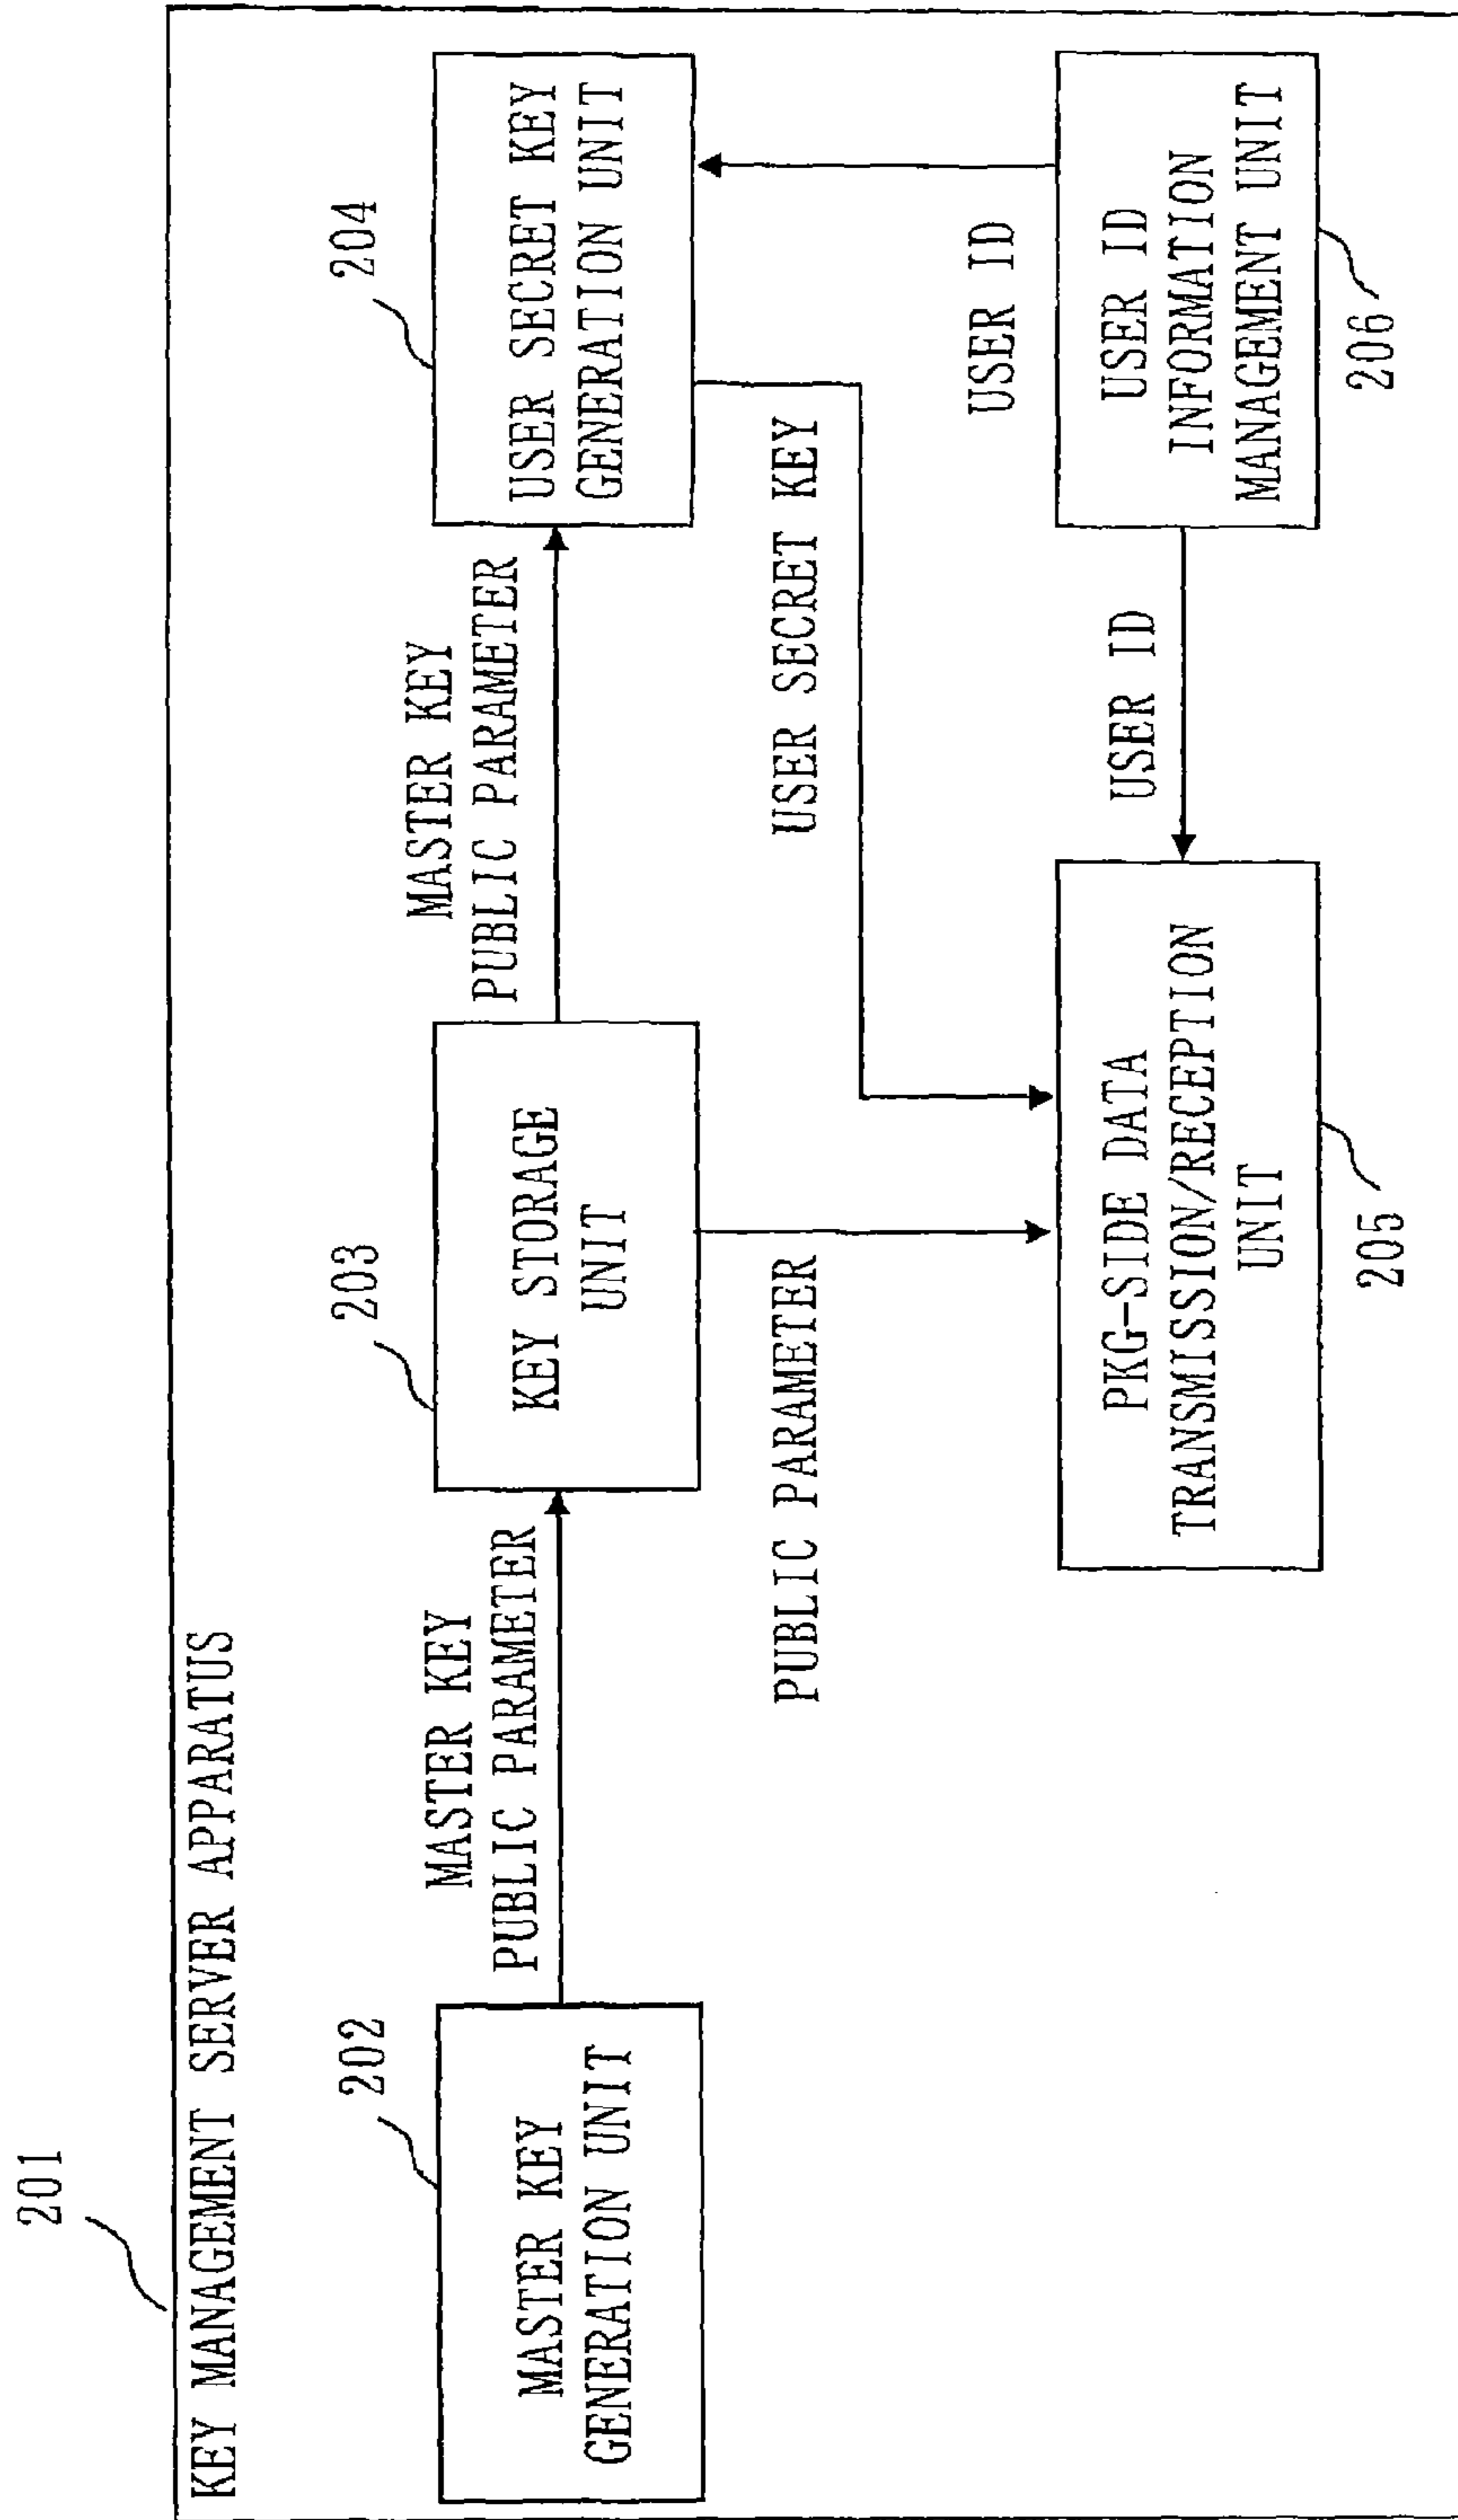 201
KEY MANAGEMENT SERVER APPARATUS
202
MASTER KEY
GENERATION UNIT
MASTER KEY
PUBLIC PARAMETER
203
KEY STORAGE
UNIT
MASTER KEY
PUBLIC PARAMETER
204
USER SECRET KEY
GENERATION UNIT
PUBLIC PARAMETER
USER SECRET KEY
USER ID
PKG-SIDE DATA
TRANSMISSION/RECEPTION
UNIT
205
USER ID
USER ID
INFORMATION
MANAGEMENT UNIT
206